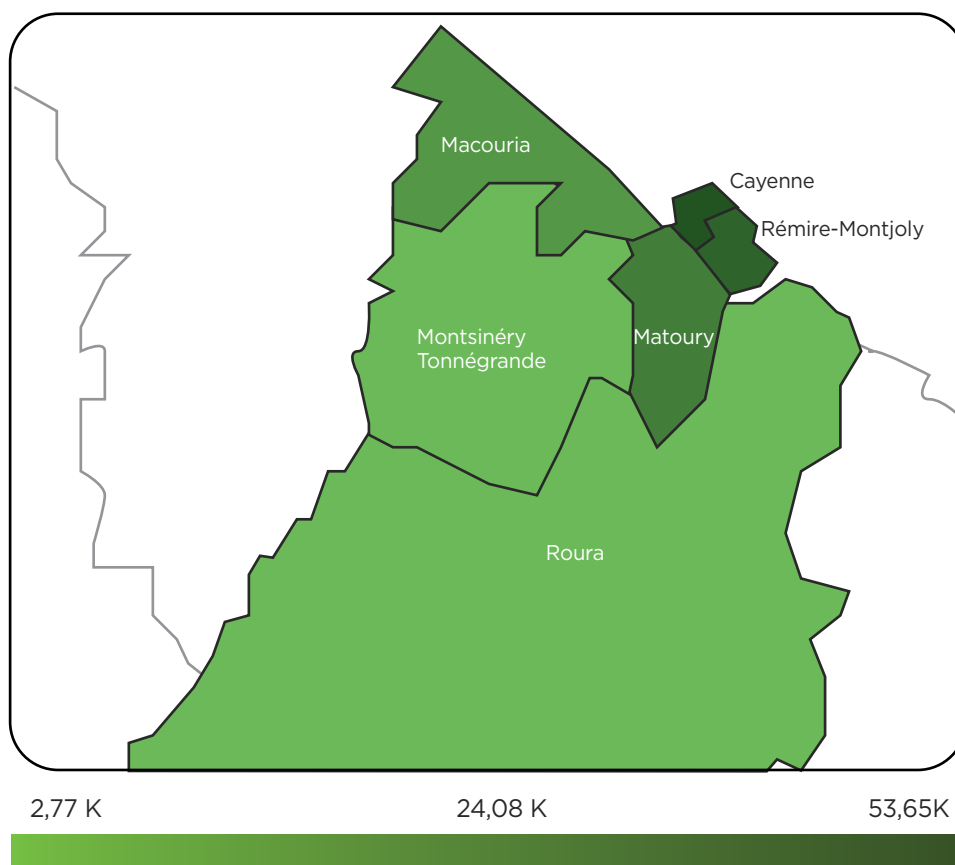 Macouria
Cayenne
Rémire-Montjoly
Montsinéry
Tonnégrande
Matoury
Roura
2,77 K
24,08 K
53,65K